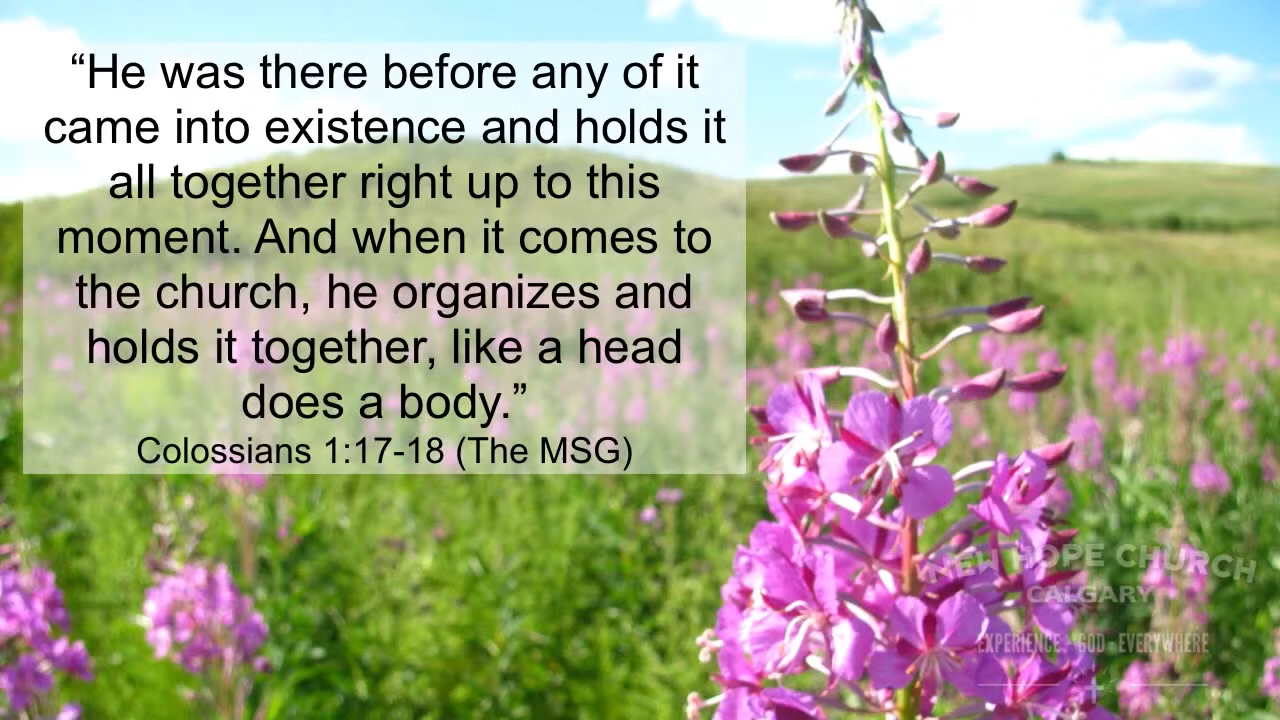 “He was there before any of it
came into existence and holds it
all together right up to this
moment. And when it comes to
the church, he organizes and
holds it together, like a head
does a body.”
Colossians 1:17-18 (The MSG)
NEW HOPE CHURCH
CALGARY
EXPERIENCE - GOD - EVERYWHERE